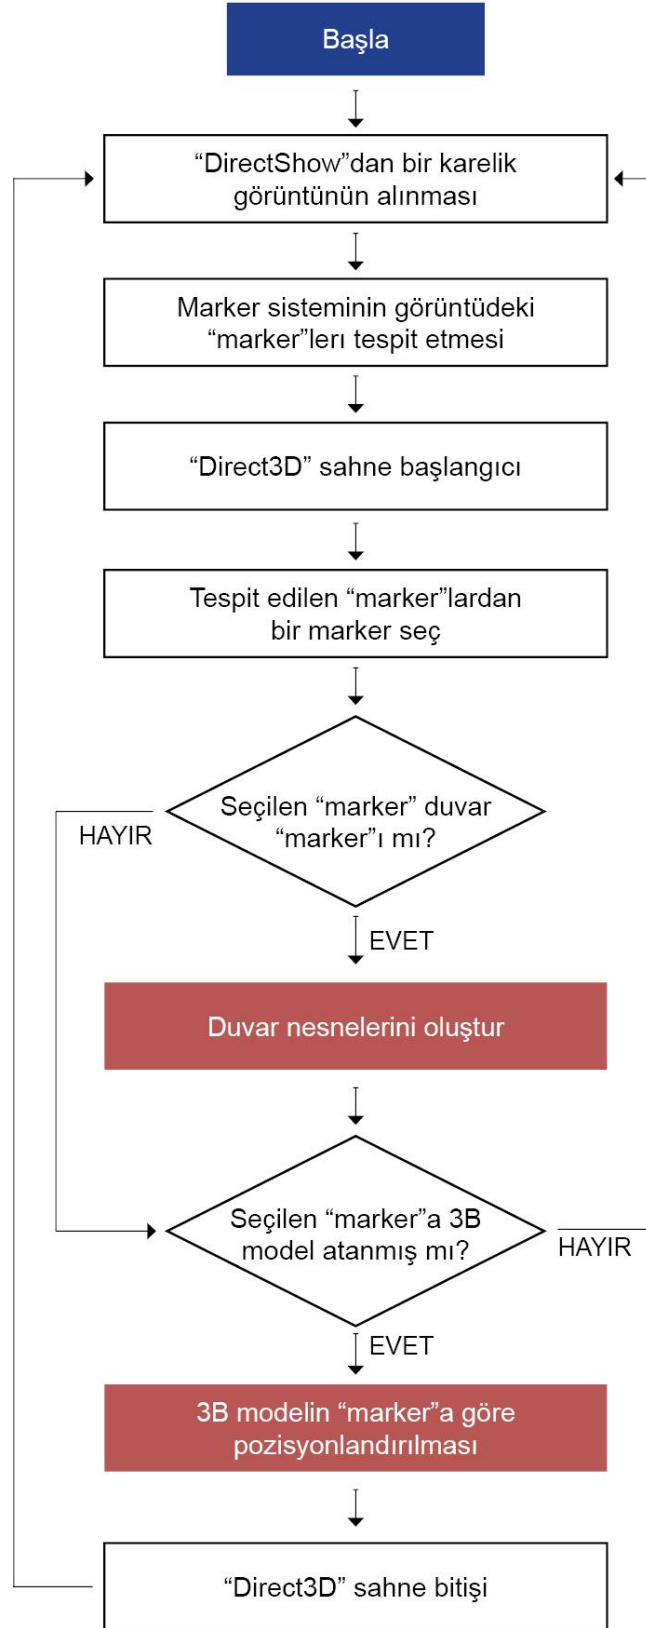 Başla
“DirectShow”dan bir karelik
görüntünün alınması
Marker sisteminin görüntüdeki
“marker”lerı tespit etmesi
“Direct3D” sahne başlangıcı
Tespit edilen “marker”lardan
bir marker seç
Seçilen “marker” duvar
“marker”ı mı?
HAYIR
EVET
Duvar nesnelerini oluştur
Seçilen “marker”a 3B
model atanmış mı?
HAYIR
EVET
3B modelin “marker”a göre
pozisyonlandırılması
“Direct3D” sahne bitişi